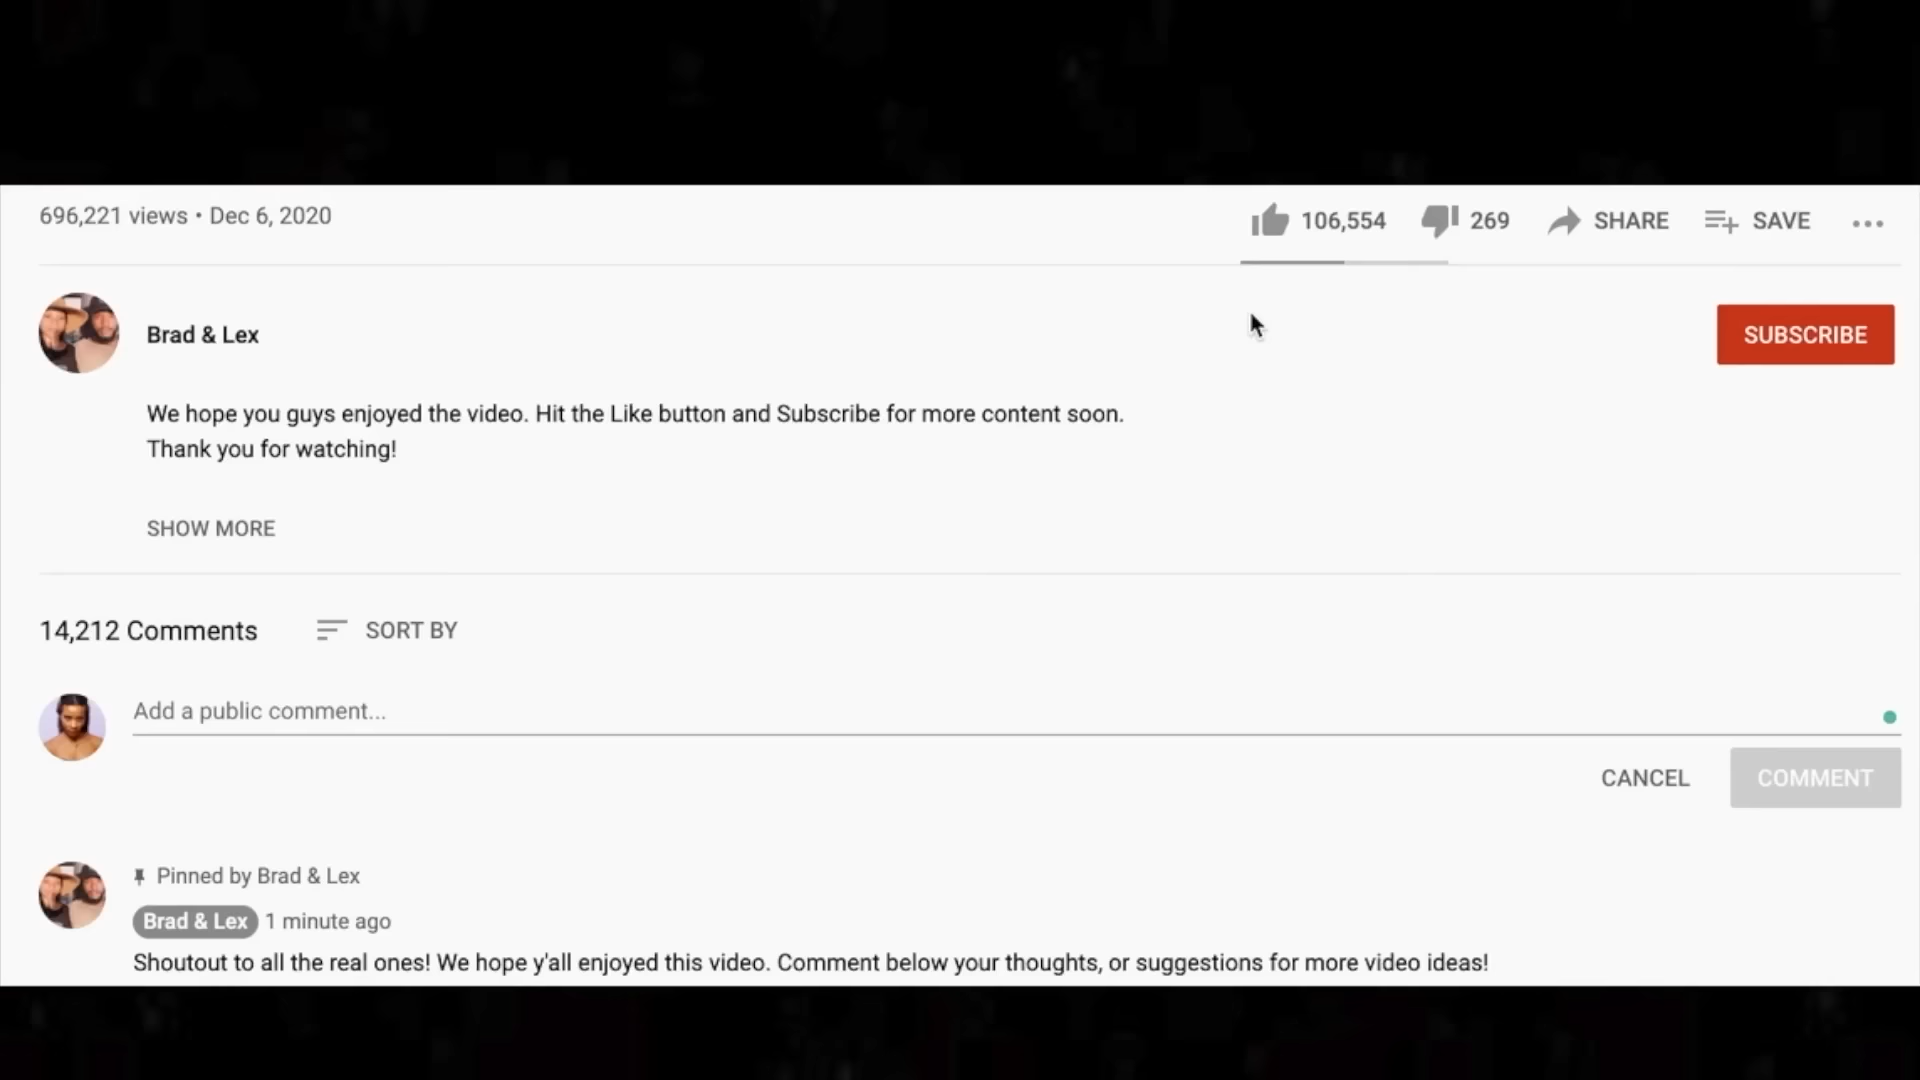 696,221 views • Dec 6, 2020
106,554
269
SHARE
SAVE
Brad & Lex
SUBSCRIBE
We hope you guys enjoyed the video. Hit the Like button and Subscribe for more content soon.
Thank you for watching!
SHOW MORE
14,212 Comments
SORT BY
Add a public comment...
CANCEL
COMMENT
Pinned by Brad & Lex
Brad & Lex 1 minute ago
Shoutout to all the real ones! We hope y'all enjoyed this video. Comment below your thoughts, or suggestions for more video ideas!